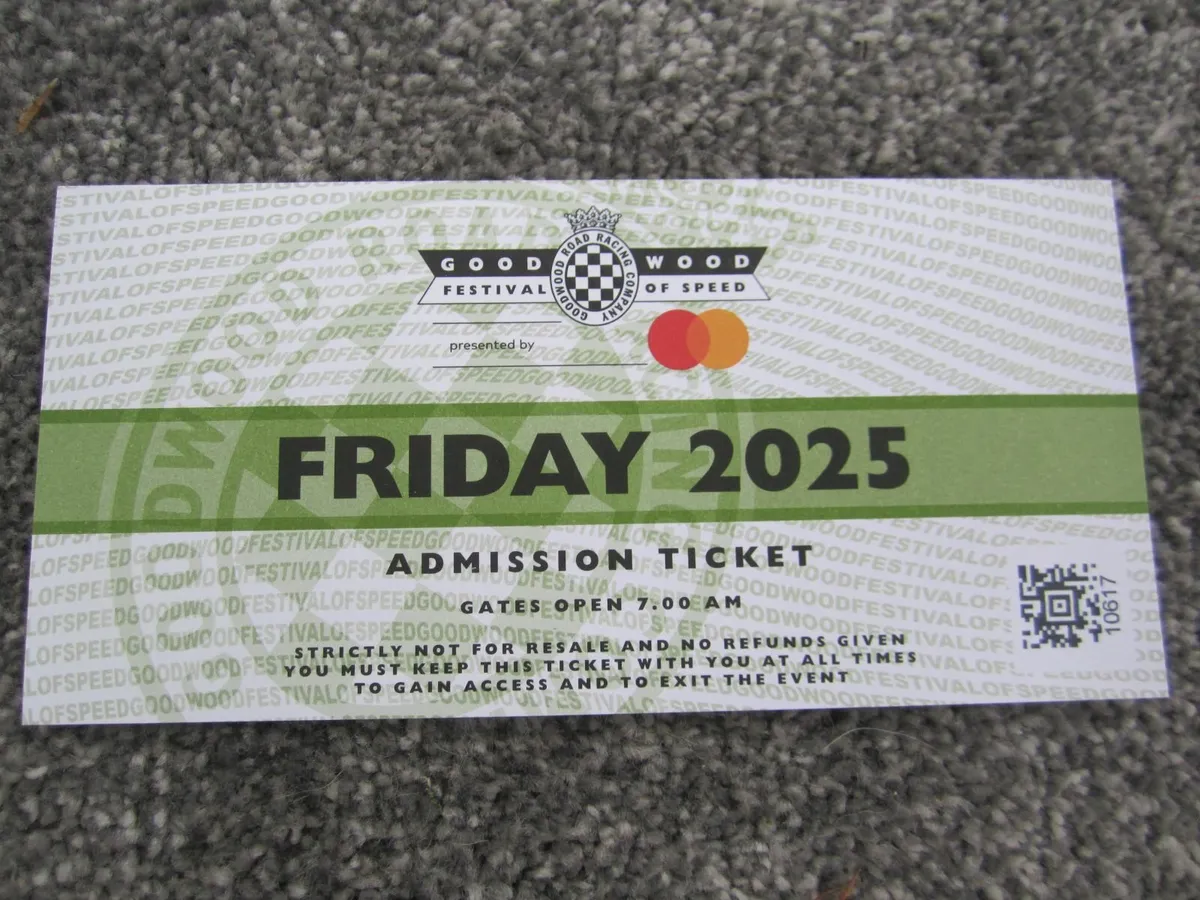 GOOD WOOD
FESTIVAL OF SPEED
GOODWOOD ROAD RACING COMPANY
presented by
FRIDAY 2025
ADMISSION TICKET
GATES OPEN 7.00 AM
STRICTLY NOT FOR RESALE AND NO REFUNDS GIVEN
YOU MUST KEEP THIS TICKET WITH YOU AT ALL TIMES
TO GAIN ACCESS AND TO EXIT THE EVENT
10617